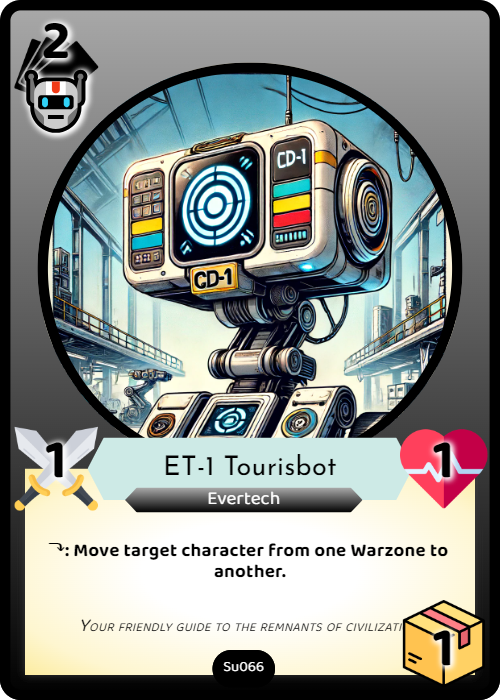 2
CD-1
CD-1
1
ET-1 Tourisbot
1
Evertech
⤵: Move target character from one Warzone to
another.
Your friendly guide to the remnants of
1
Su066